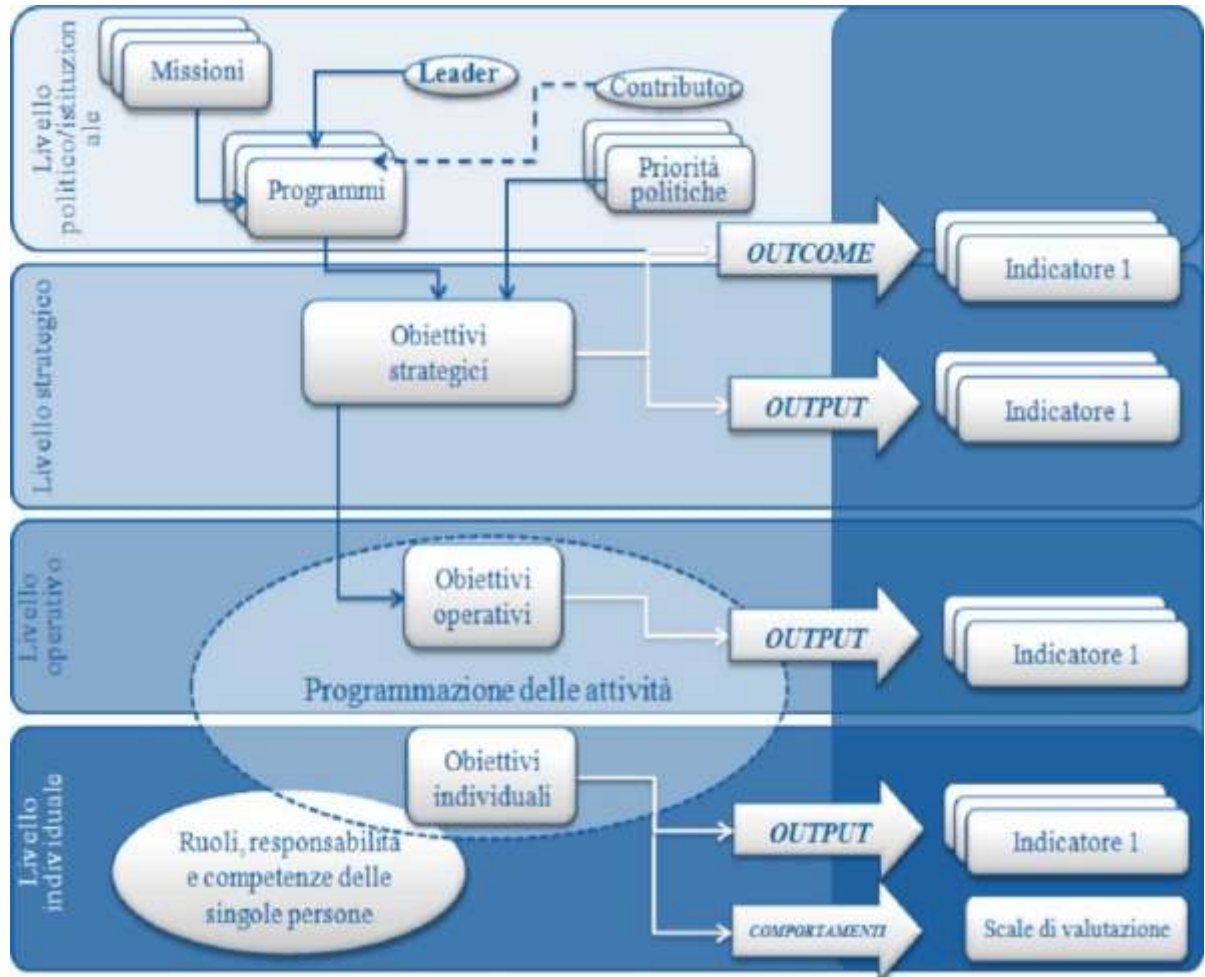 Livello
politico/istituzion
ale
Missioni
Leader
Contributor
Programmi
Priorità
politiche
OUTCOME
Indicatore 1
Livello strategico
Obiettivi
strategici
OUTPUT
Indicatore 1
Livello
operativo
Obiettivi
operativi
OUTPUT
Indicatore 1
Programmazione delle attività
Livello
individuale
Obiettivi
individuali
Ruoli, responsabilità
e competenze delle
singole persone
OUTPUT
Indicatore 1
COMPORTAMENTI
Scale di valutazione